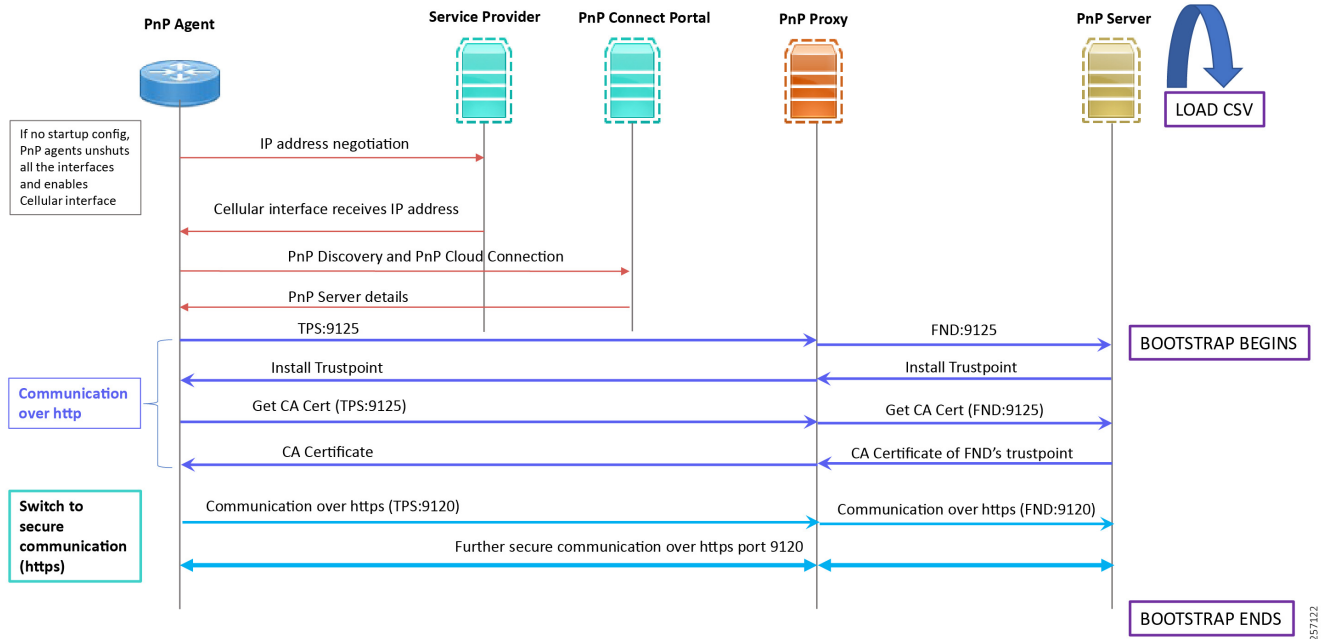 PnP Agent
Service Provider
PnP Connect Portal
PnP Proxy
PnP Server
LOAD CSV
If no startup config,
PnP agents unshuts
all the interfaces
and enables
Cellular interface
IP address negotiation
Cellular interface receives IP address
PnP Discovery and PnP Cloud Connection
PnP Server details
TPS:9125
FND:9125
BOOTSTRAP BEGINS
Install Trustpoint
Install Trustpoint
Communication
over http
Get CA Cert (TPS:9125)
Get CA Cert (FND:9125)
CA Certificate
CA Certificate of FND’s trustpoint
Switch to
secure
communication
(https)
Communication over https (TPS:9120)
Communication over https (FND:9120)
Further secure communication over https port 9120
BOOTSTRAP ENDS
257122